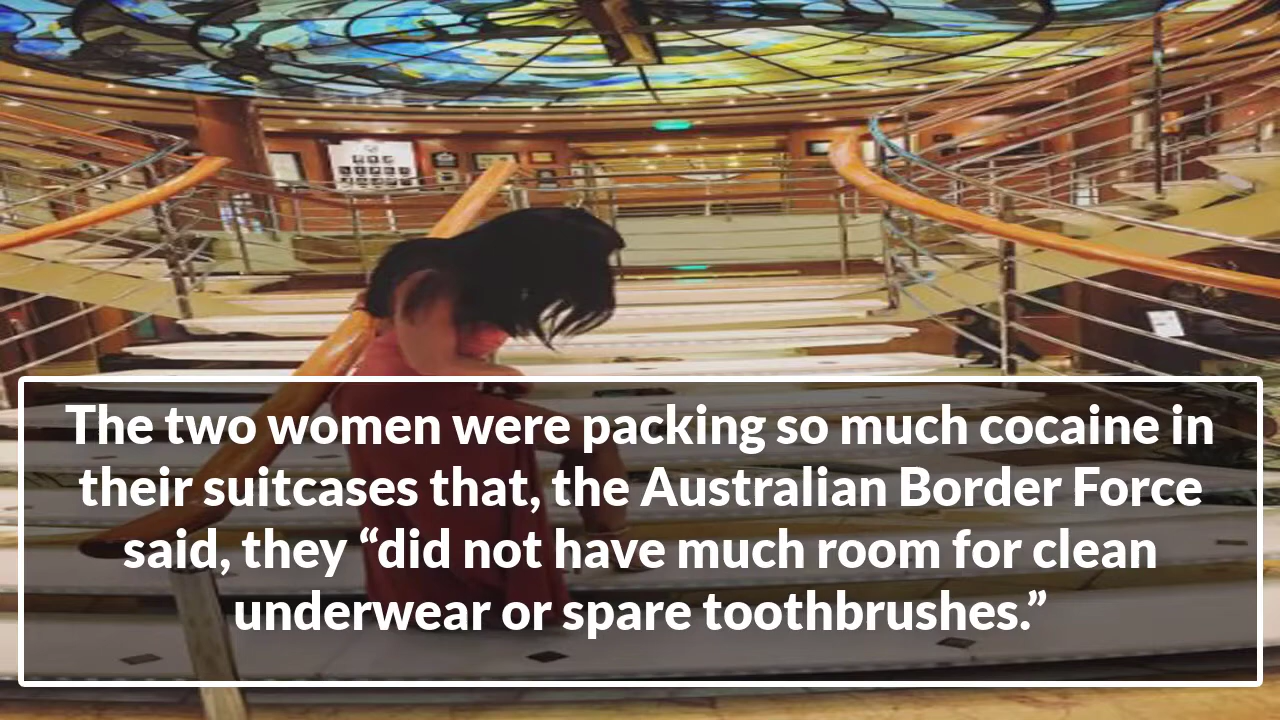 The two women were packing so much cocaine in
their suitcases that, the Australian Border Force
said, they “did not have much room for clean
underwear or spare toothbrushes.”